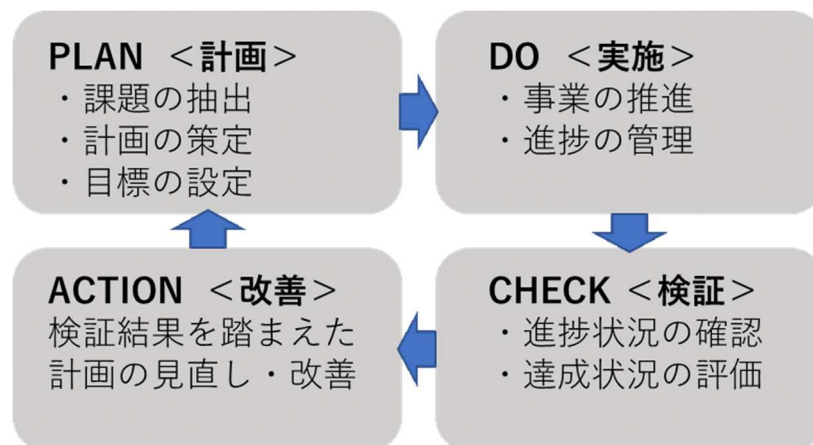 PLAN ＜計画＞
・課題の抽出
・計画の策定
・目標の設定
DO ＜実施＞
・事業の推進
・進捗の管理
ACTION ＜改善＞
検証結果を踏まえた
計画の見直し・改善
CHECK ＜検証＞
・進捗状況の確認
・達成状況の評価